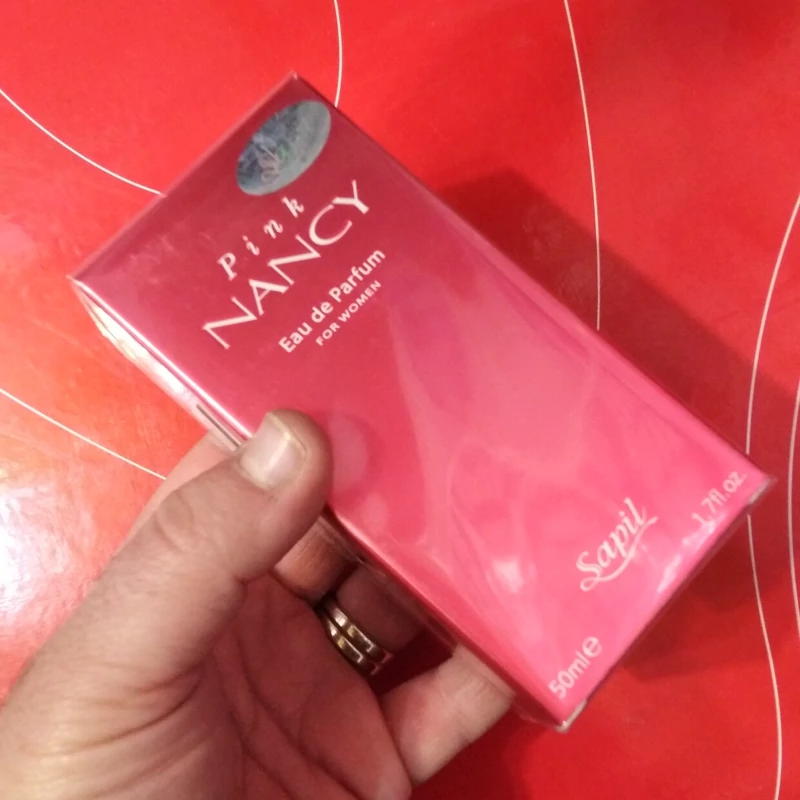 Pink
NANCY
Eau de Parfum
FOR WOMEN
Sapil
50ml e 1.7fl.oz.